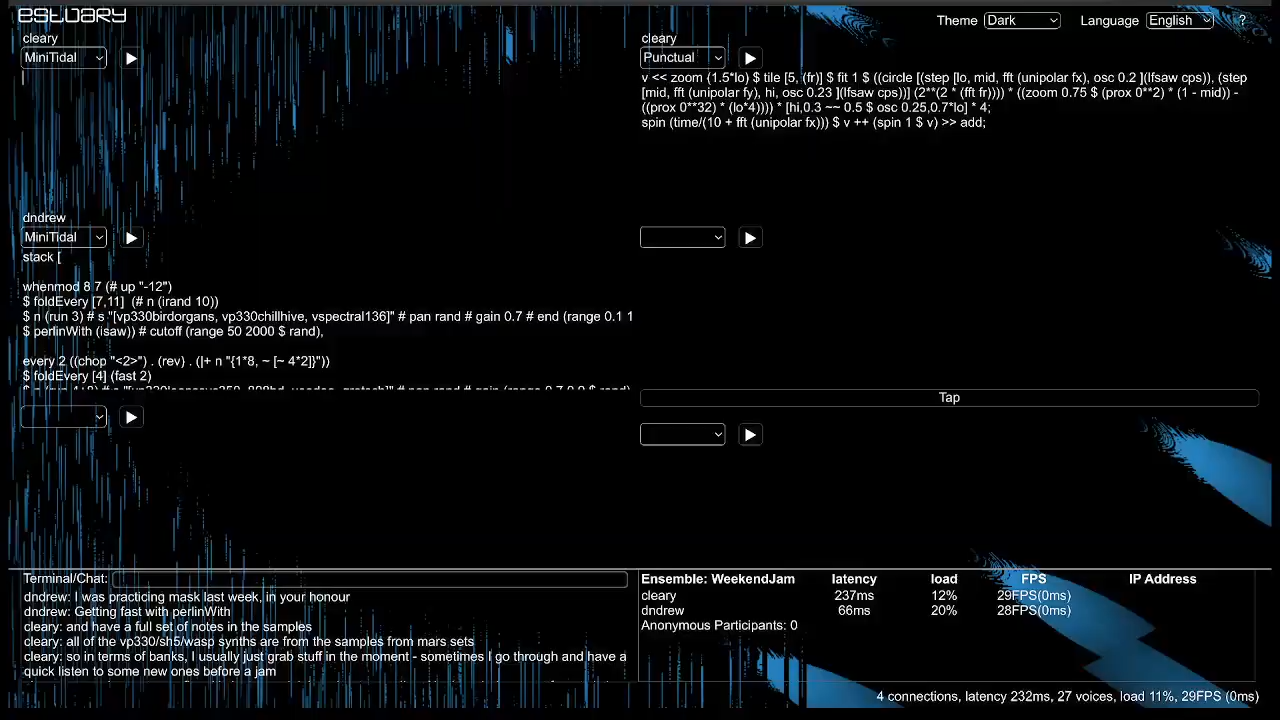 estuary
Theme Dark Language English ?
cleary
MiniTidal
cleary
Punctual
v << zoom (1.5*lo) $ tile [5, (fr)] $ fit 1 $ ((circle [(step [lo, mid, fft (unipolar fx), osc 0.2 ](lfsaw cps)), (step
[mid, fft (unipolar fy), hi, osc 0.23 ](lfsaw cps))] (2**(2 * (fft fr)))) * ((zoom 0.75 $ (prox 0**2) * (1 - mid)) -
((prox 0**32) * (lo*4)))) * [hi,0.3 ~~ 0.5 $ osc 0.25,0.7*lo] * 4;
spin (time/(10 + fft (unipolar fx))) $ v ++ (spin 1 $ v) >> add;
dndrew
MiniTidal
stack [
whenmod 8 7 (# up "-12")
$ foldEvery [7,11] (# n (irand 10))
$ n (run 3) # s "[vp330birdorgans, vp330chillhive, vspectral136]" # pan rand # gain 0.7 # end (range 0.1 1
$ perlinWith (isaw)) # cutoff (range 50 2000 $ rand),
every 2 ((chop "<2>") . (rev) . (|+ n "{1*8, ~ [~ 4*2]}"))
$ foldEvery [4] (fast 2)
Tap
Terminal/Chat:
dndrew: I was practicing mask last week, in your honour
dndrew: Getting fast with perlinWith
cleary: and have a full set of notes in the samples
cleary: all of the vp330/sh5/wasp synths are from the samples from mars sets
cleary: so in terms of banks, I usually just grab stuff in the moment - sometimes I go through and have a
quick listen to some new ones before a jam
Ensemble: WeekendJam latency load FPS IP Address
cleary 237ms 12% 29FPS(0ms)
dndrew 66ms 20% 28FPS(0ms)
Anonymous Participants: 0
4 connections, latency 232ms, 27 voices, load 11%, 29FPS (0ms)